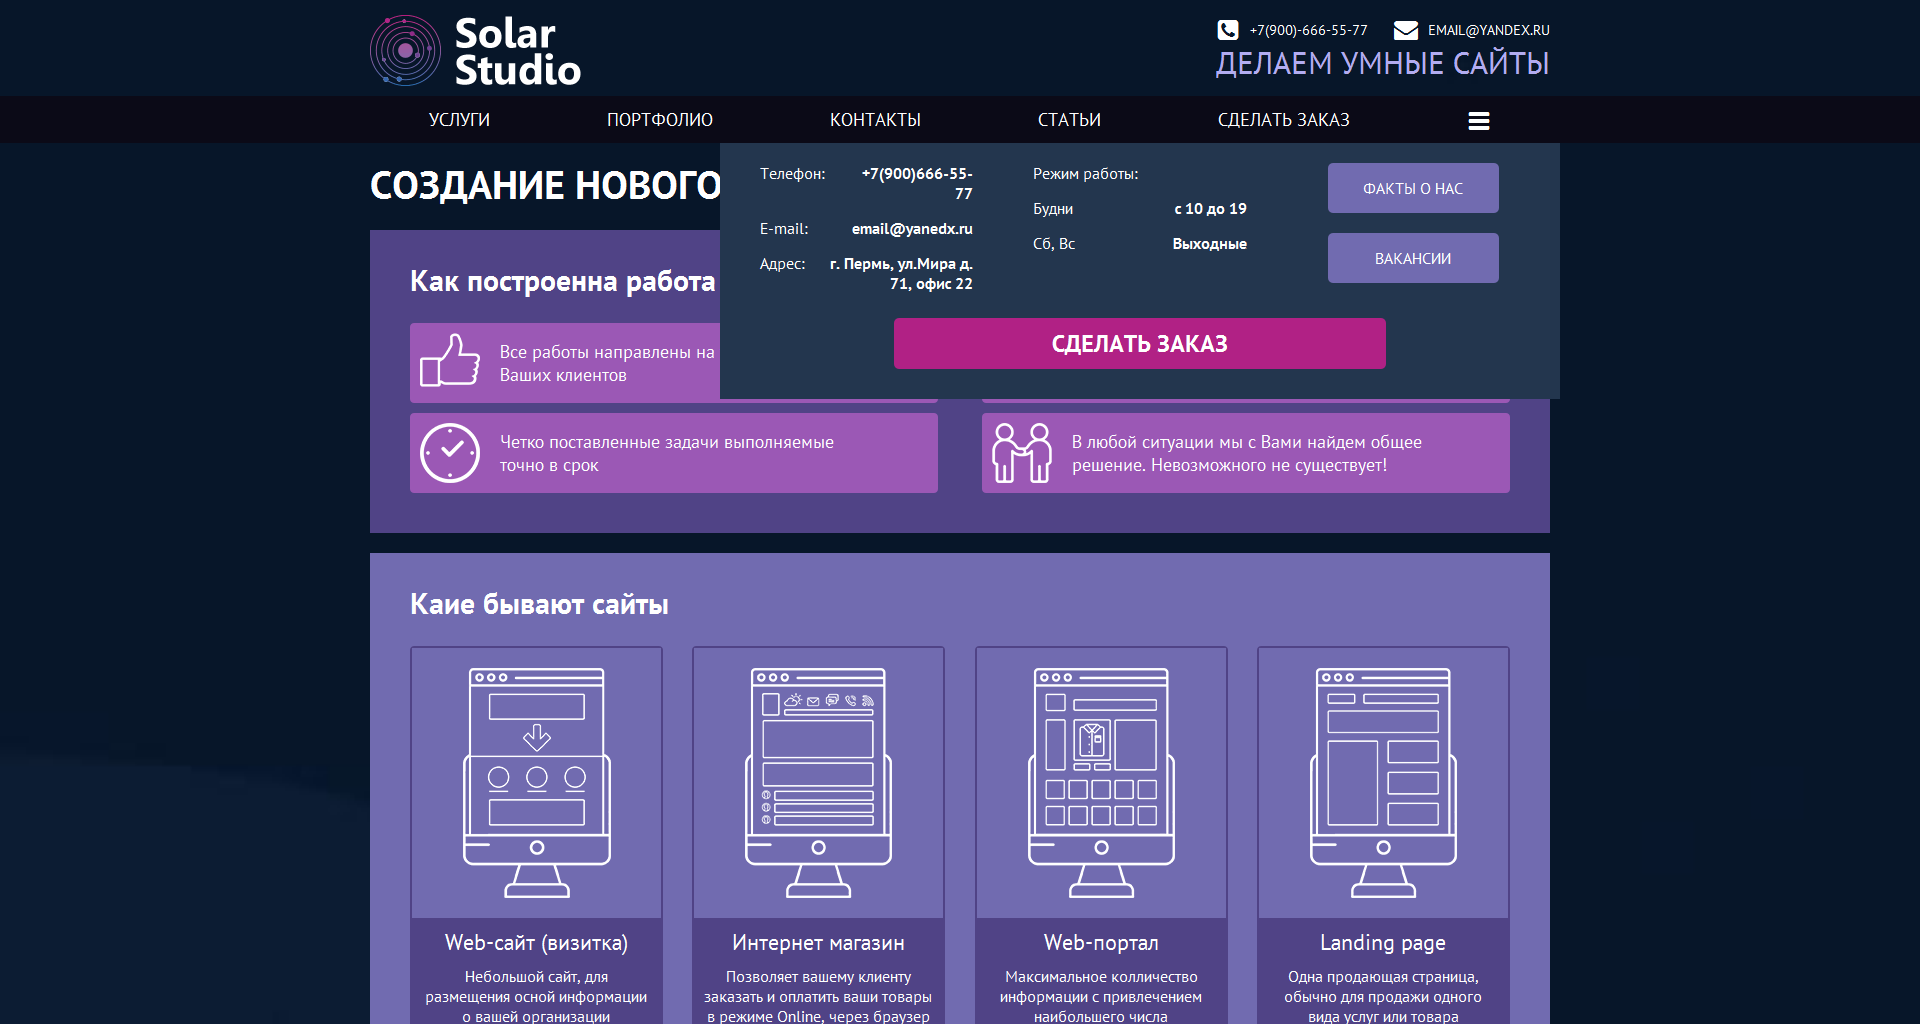 Solar
Studio
+7(900)-666-55-77
EMAIL@YANDEX.RU
ДЕЛАЕМ УМНЫЕ САЙТЫ
УСЛУГИ
ПОРТФОЛИО
КОНТАКТЫ
СТАТЬИ
СДЕЛАТЬ ЗАКАЗ
СОЗДАНИЕ НОВОГО
Телефон:
+7(900)666-55-
77
E-mail:
email@yanedx.ru
Адрес:
г. Пермь, ул.Мира д.
71, офис 22
Режим работы:
Будни
с 10 до 19
Сб, Вс
Выходные
ФАКТЫ О НАС
ВАКАНСИИ
СДЕЛАТЬ ЗАКАЗ
Как построенна работа
Все работы направлены на
Ваших клиентов
Четко поставленные задачи выполняемые
точно в срок
В любой ситуации мы с Вами найдем общее
решение. Невозможного не существует!
Каие бывают сайты
Web-сайт (визитка)
Небольшой сайт, для
размещения осной информации
о вашей организации
Интернет магазин
Позволяет вашему клиенту
заказать и оплатить ваши товары
в режиме Online, через браузер
Web-портал
Максимальное колличество
информации с привлечением
наибольшего числа
Landing page
Одна продающая страница,
обычно для продажи одного
вида услуг или товара